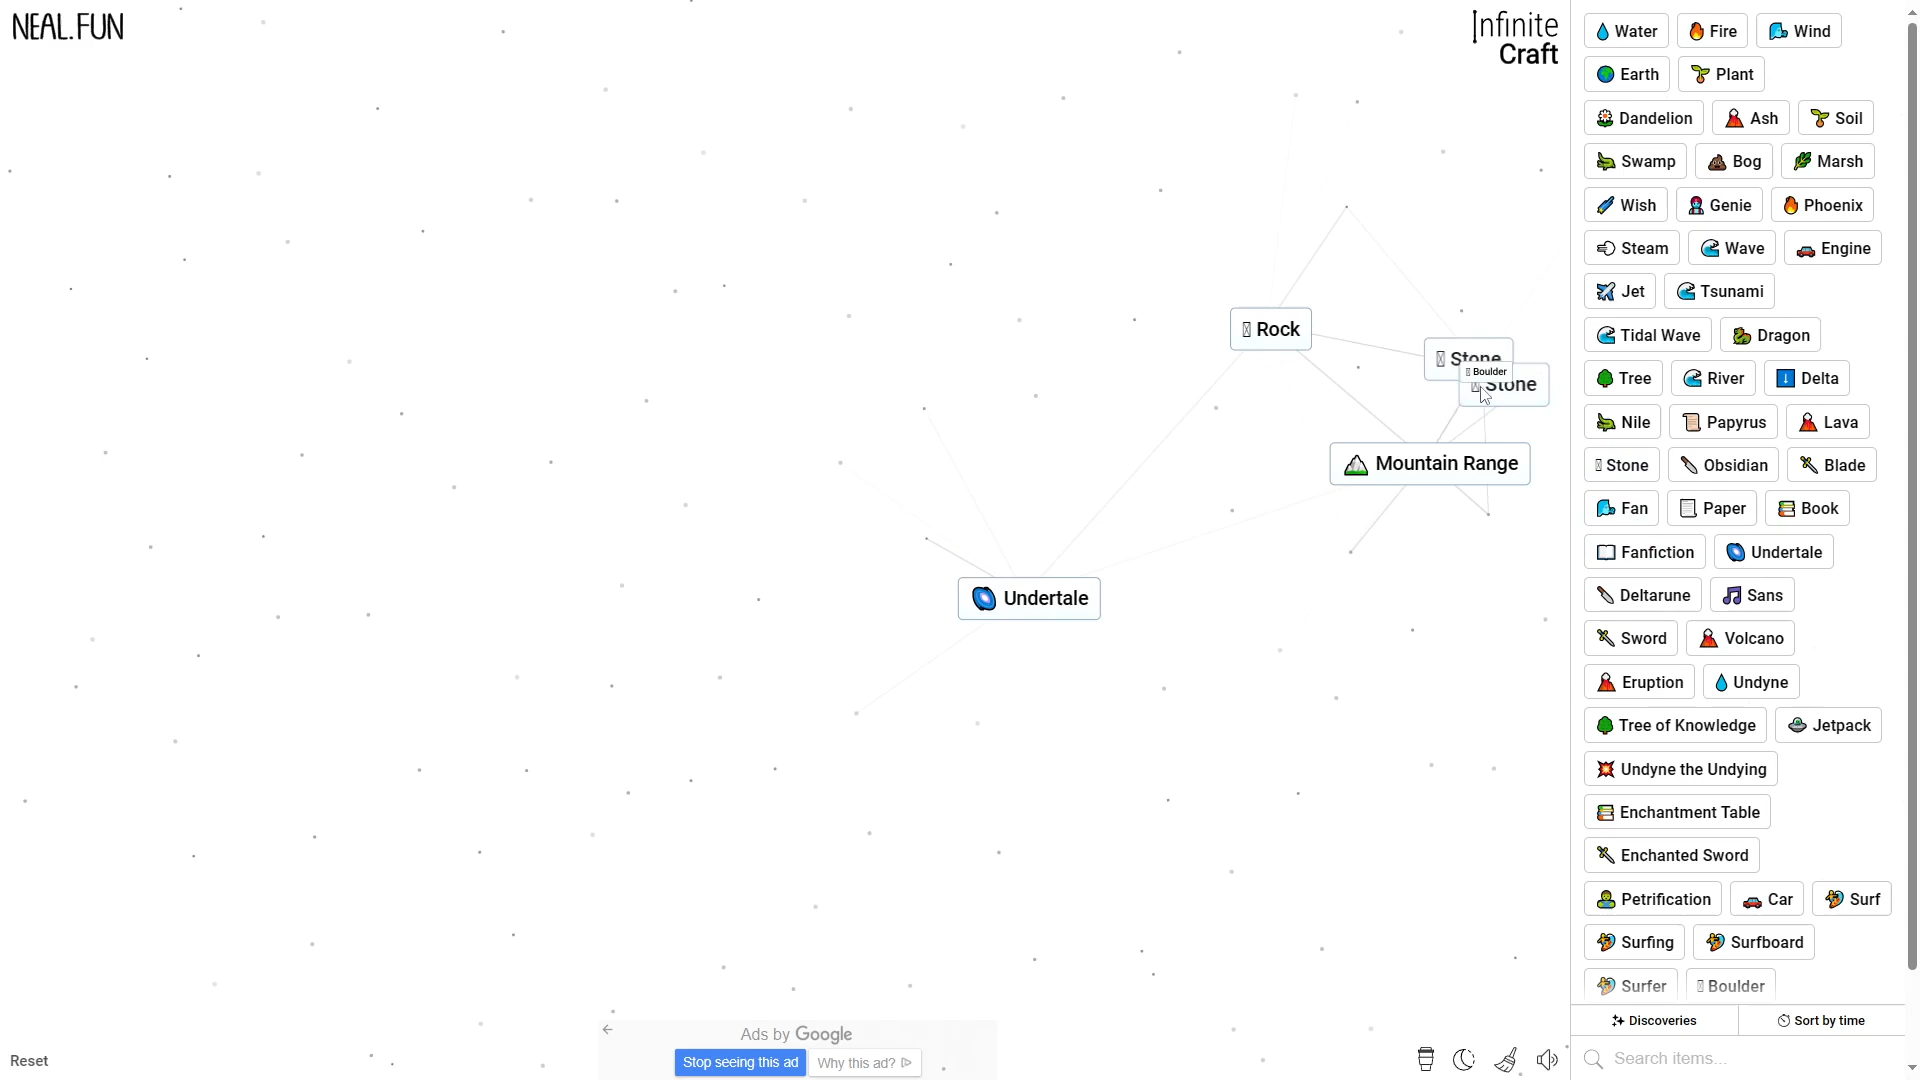 NEAL.FUN
Infinite
Craft
Rock
Stone
Boulder
Stone
Mountain Range
Undertale
Water Fire Wind
Earth Plant
Dandelion Ash Soil
Swamp Bog Marsh
Wish Genie Phoenix
Steam Wave Engine
Jet Tsunami
Tidal Wave Dragon
Tree River Delta
Nile Papyrus Lava
Stone Obsidian Blade
Fan Paper Book
Fanfiction Undertale
Deltarune Sans
Sword Volcano
Eruption Undyne
Tree of Knowledge Jetpack
Undyne the Undying
Enchantment Table
Enchanted Sword
Petrification Car Surf
Surfing Surfboard
Surfer Boulder
Discoveries Sort by time
Search items...
Ads by Google
Stop seeing this ad Why this ad?
Reset